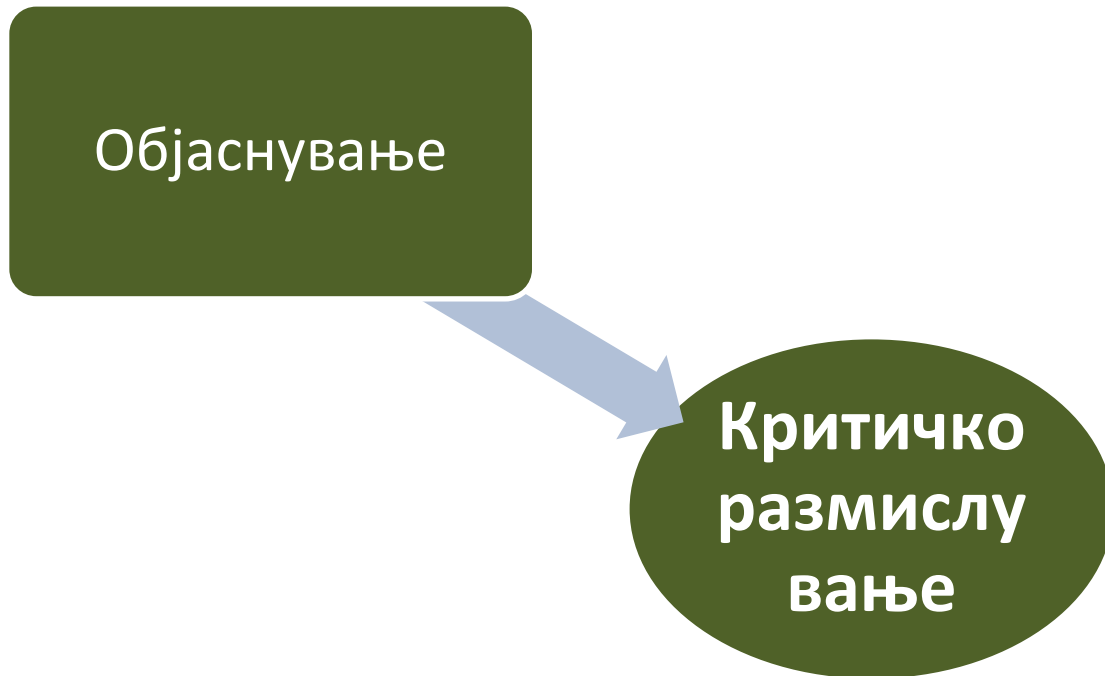 Објаснување
Критичко
размислу
вање